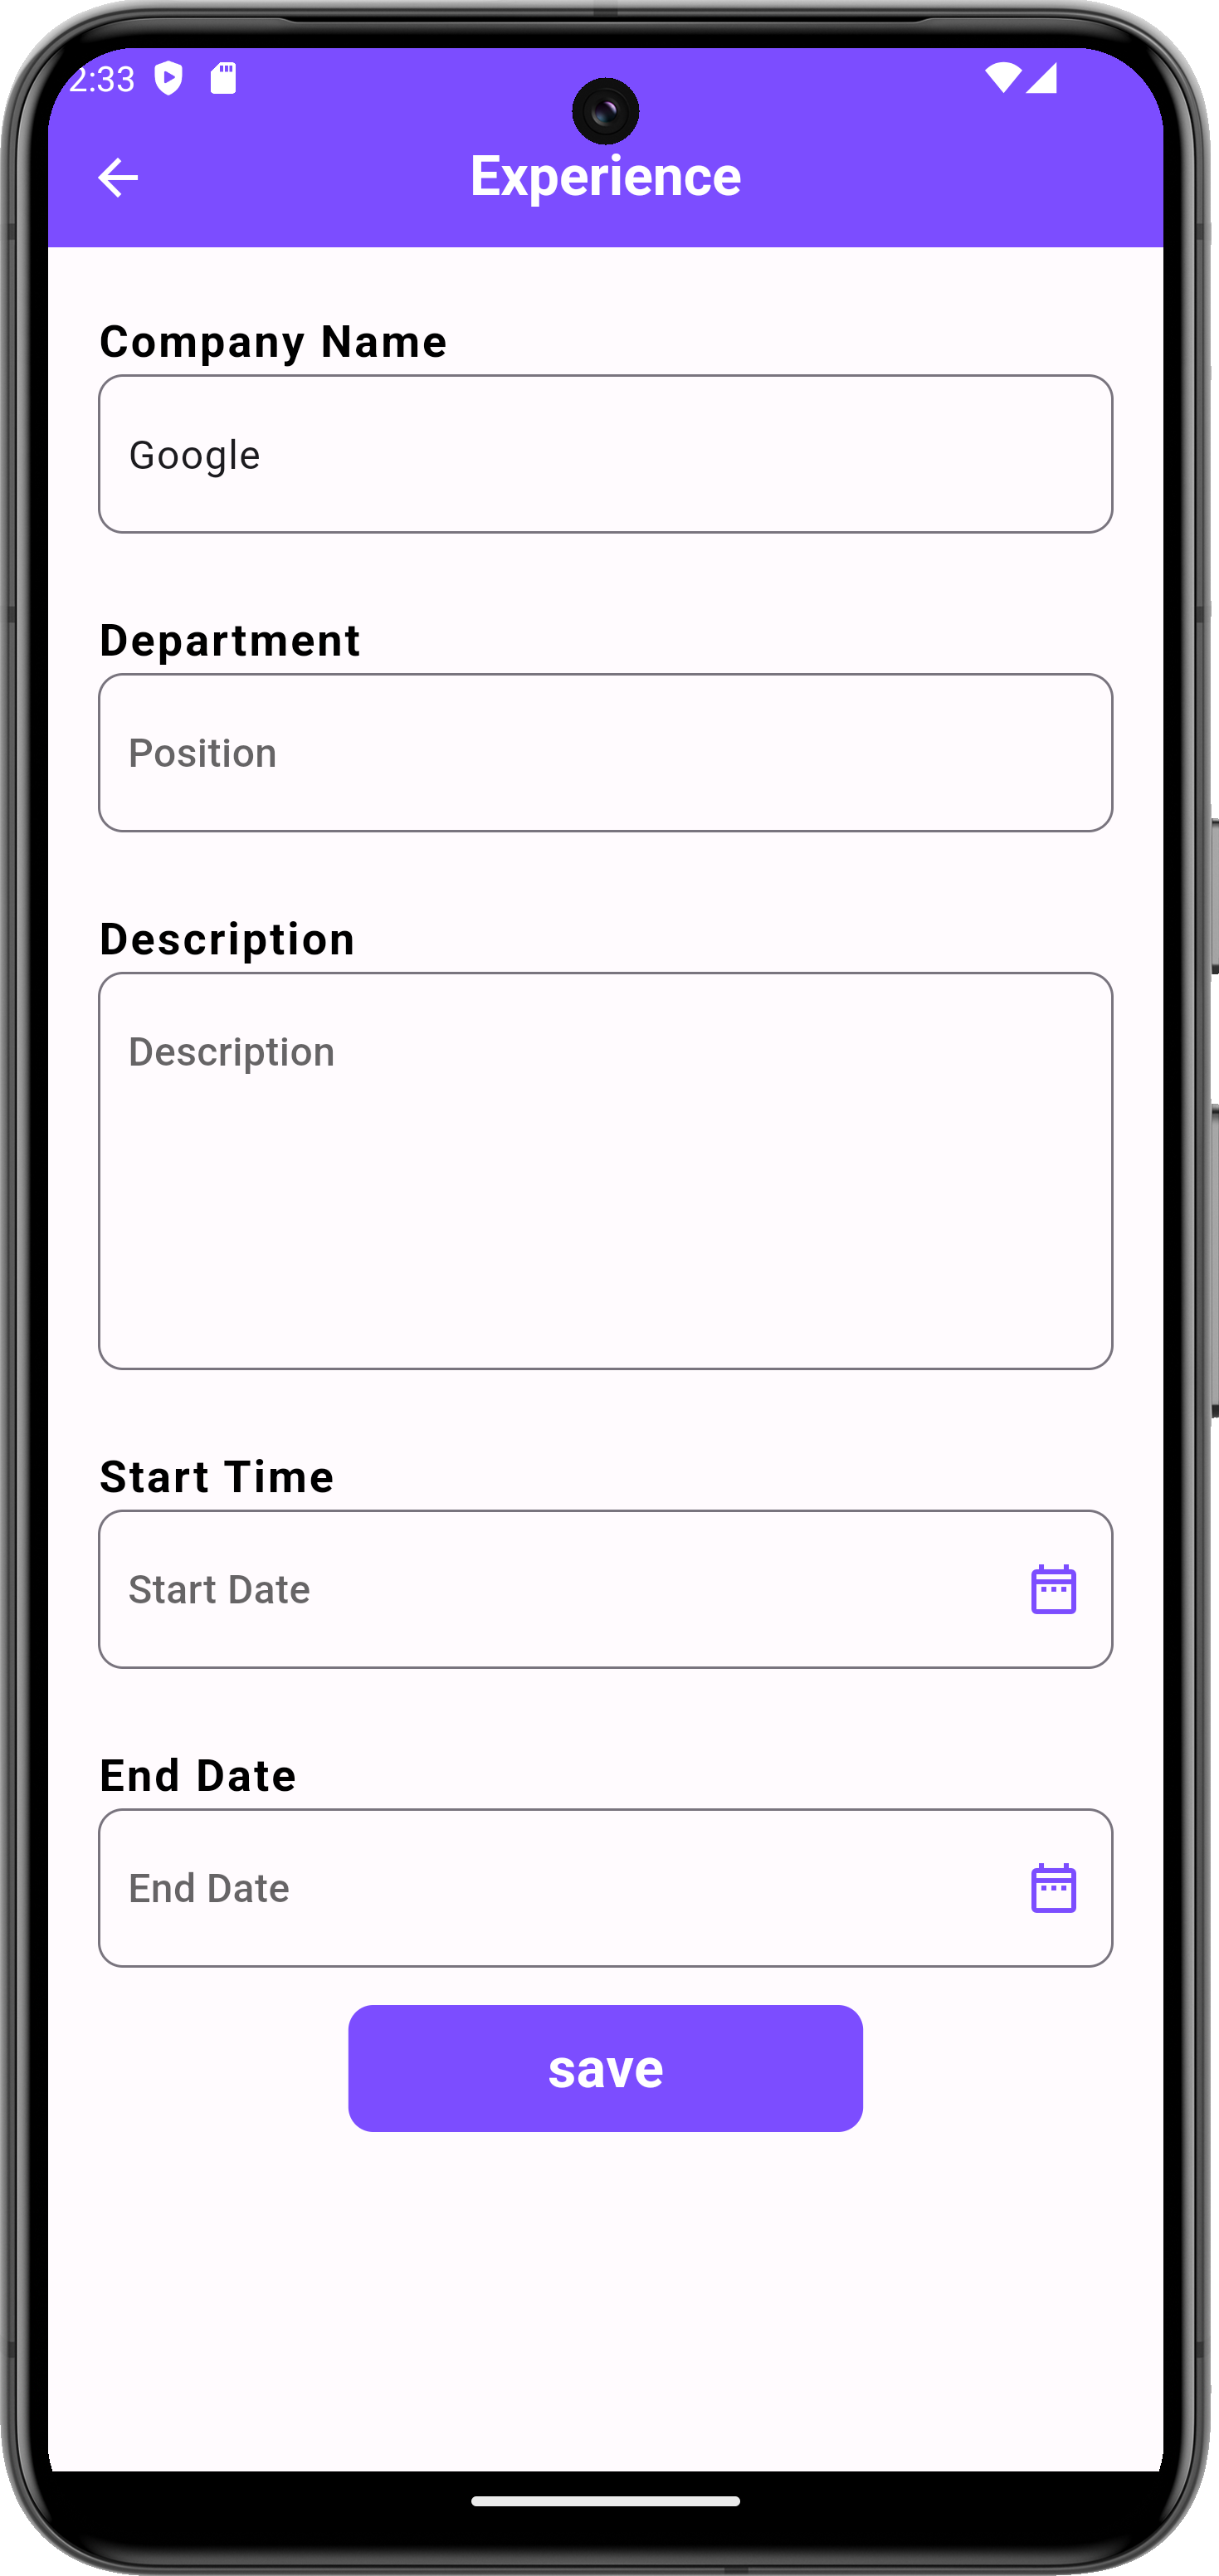 2:33
Experience
Company Name
Google
Department
Position
Description
Description
Start Time
Start Date
End Date
End Date
save